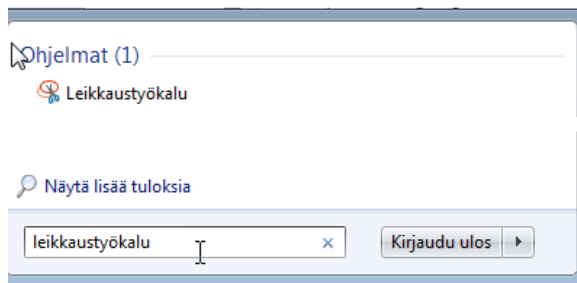 Ohjelmat (1)
Leikkaustyökalu
Näytä lisää tuloksia
leikkaustyökalu
Kirjaudu ulos